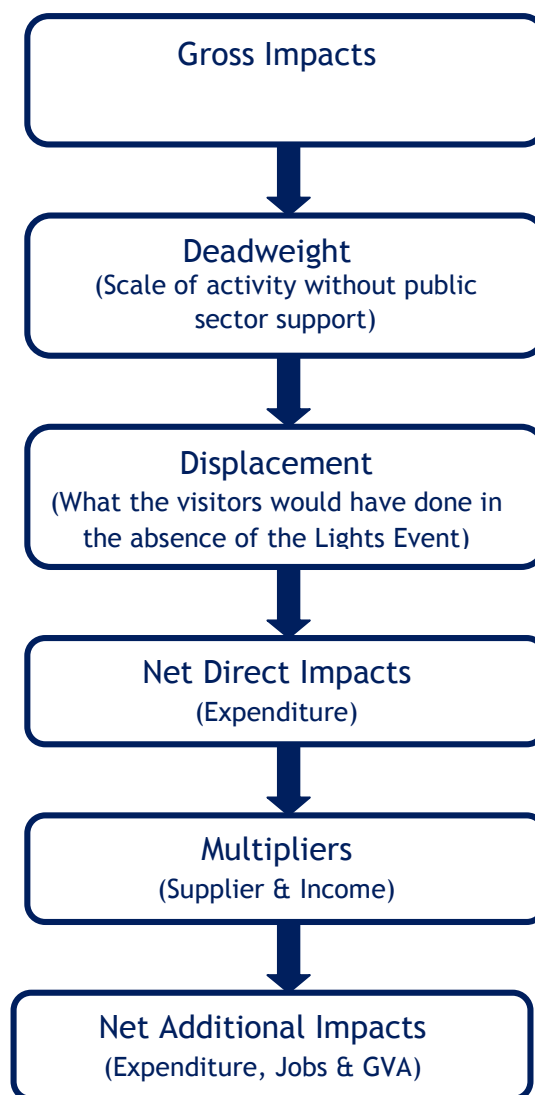 Gross Impacts
Deadweight
(Scale of activity without public
sector support)
Displacement
(What the visitors would have done in
the absence of the Lights Event)
Net Direct Impacts
(Expenditure)
Multipliers
(Supplier & Income)
Net Additional Impacts
(Expenditure, Jobs & GVA)